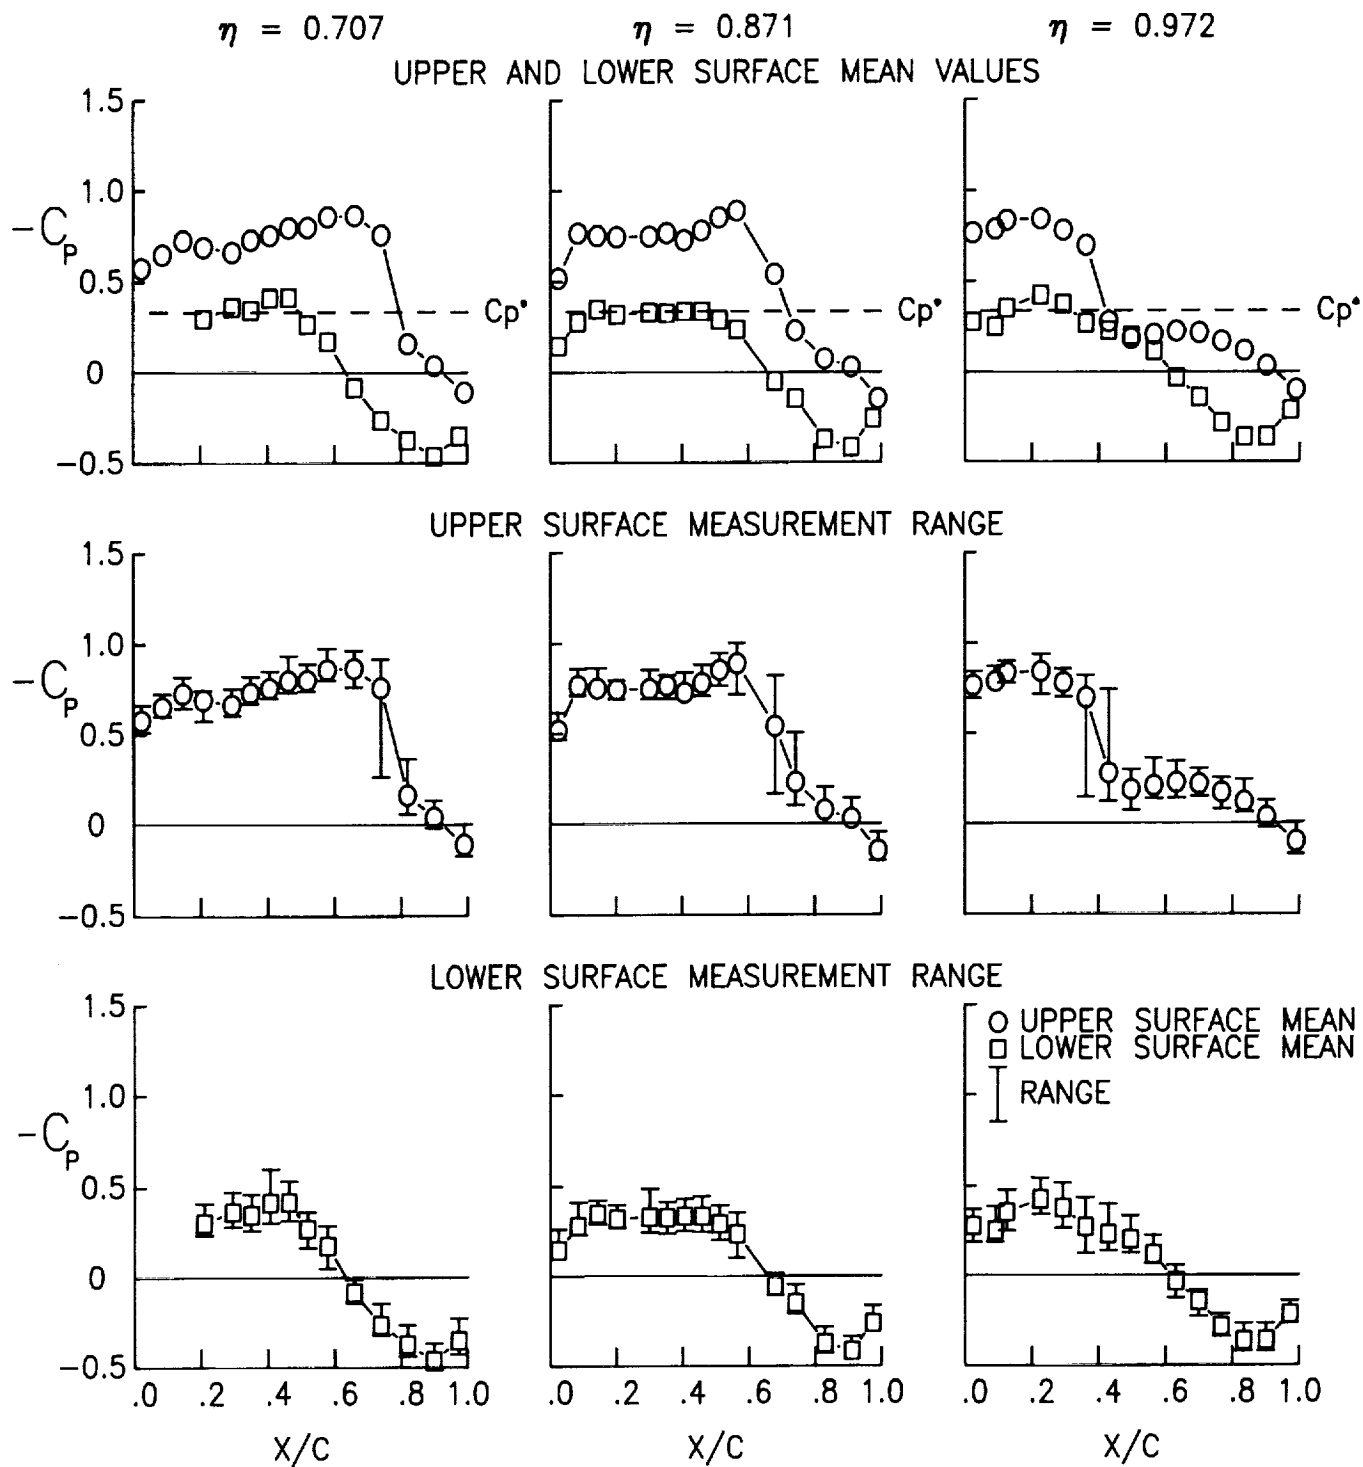 η = 0.707 η = 0.871 η = 0.972
UPPER AND LOWER SURFACE MEAN VALUES
1.5
1.0
-Cp
0.5
Cp* Cp* Cp*
0
-0.5
UPPER SURFACE MEASUREMENT RANGE
1.5
1.0
-Cp
0.5
0
-0.5
LOWER SURFACE MEASUREMENT RANGE
1.5
UPPER SURFACE MEAN
LOWER SURFACE MEAN
RANGE
1.0
-Cp
0.5
0
-0.5
.0 .2 .4 .6 .8 1.0 .0 .2 .4 .6 .8 1.0 .0 .2 .4 .6 .8 1.0
X/C X/C X/C